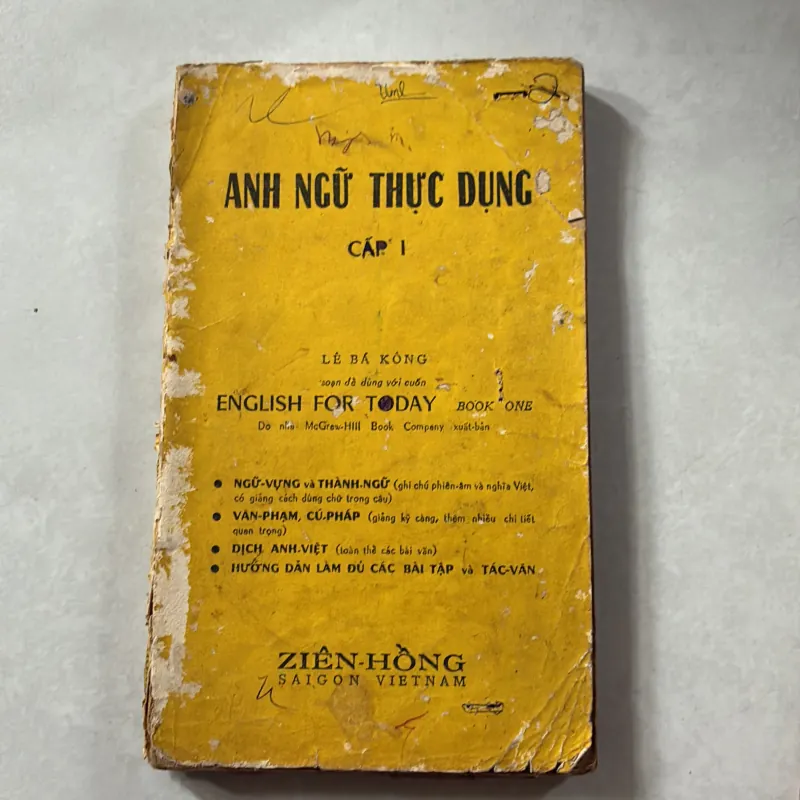 ANH NGỮ THỰC DỤNG
CẤP I
LÊ BÁ KÔNG
soạn để dùng với cuốn
ENGLISH FOR TODAY BOOK ONE
Do nhà McGraw-Hill Book Company xuất-bản
● NGỮ-VỰNG và THÀNH-NGỮ (ghi chú phiên-âm và nghĩa Việt,
có giảng cách dùng chữ trong câu)
● VĂN-PHẠM, CÚ-PHÁP (giảng kỹ càng, thêm nhiều chi tiết
quan trọng)
● DỊCH ANH-VIỆT (toàn thể các bài văn)
● HƯỚNG DẪN LÀM ĐỦ CÁC BÀI TẬP và TÁC-VĂN
ZIÊN-HỒNG
SAIGON VIETNAM